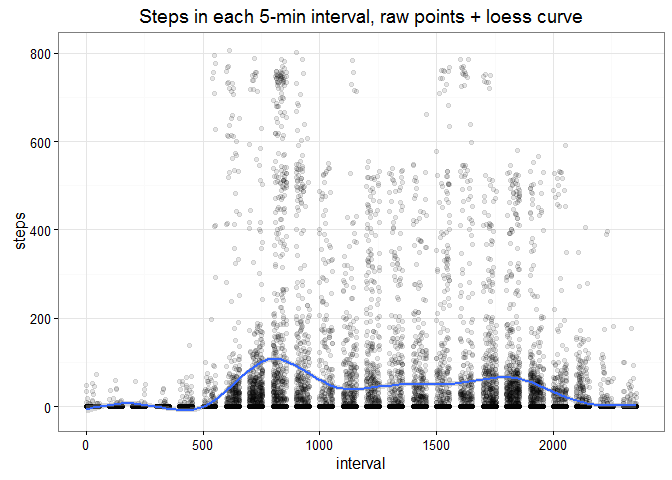 Steps in each 5-min interval, raw points + loess curve
800
600
400
200
0
steps
0 500 1000 1500 2000
interval